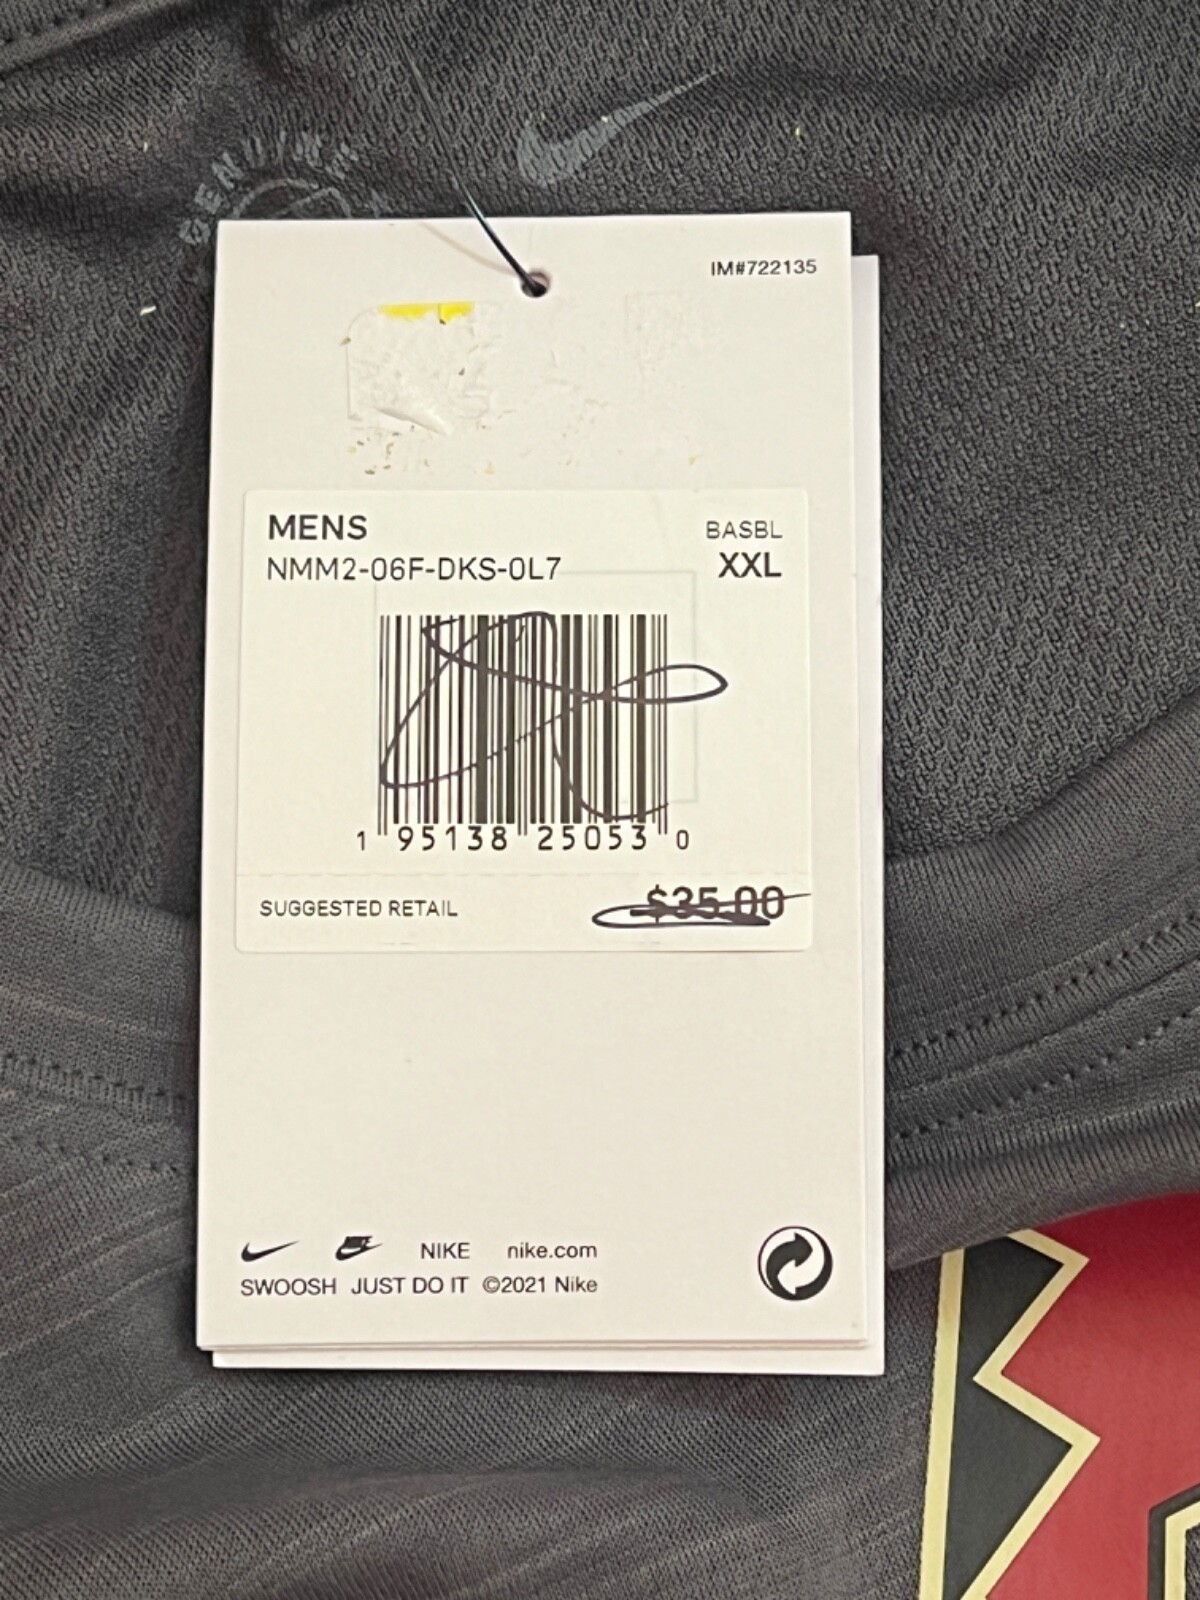 GENUINE
IM#722135
MENS
BASBL
NMM2-06F-DKS-0L7
XXL
1 95138 25053 0
SUGGESTED RETAIL
$35.00
NIKE nike.com
SWOOSH JUST DO IT ©2021 Nike